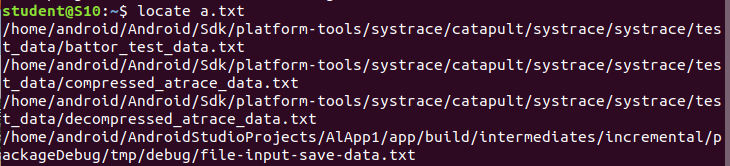 student@S10:~$ locate a.txt
/home/android/Android/Sdk/platform-tools/systrace/catapult/systrace/systrace/tes
t_data/battor_test_data.txt
/home/android/Android/Sdk/platform-tools/systrace/catapult/systrace/systrace/tes
t_data/compressed_atrace_data.txt
/home/android/Android/Sdk/platform-tools/systrace/catapult/systrace/systrace/tes
t_data/decompressed_atrace_data.txt
/home/android/AndroidStudioProjects/AlApp1/app/build/intermediates/incremental/p
ackageDebug/tmp/debug/file-input-save-data.txt